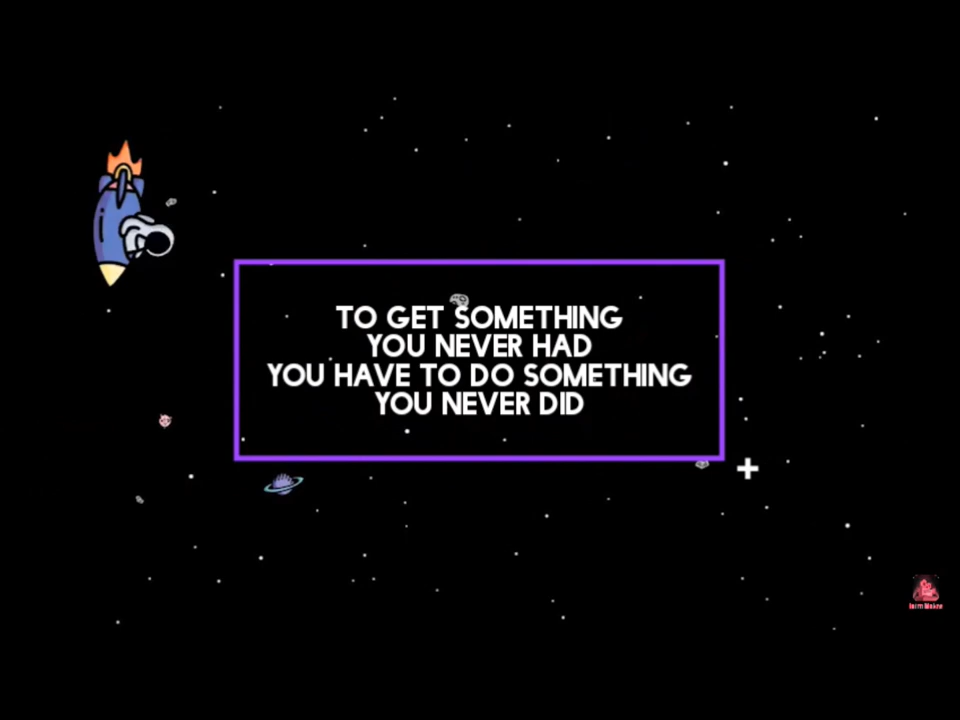 TO GET SOMETHING
YOU NEVER HAD
YOU HAVE TO DO SOMETHING
YOU NEVER DID